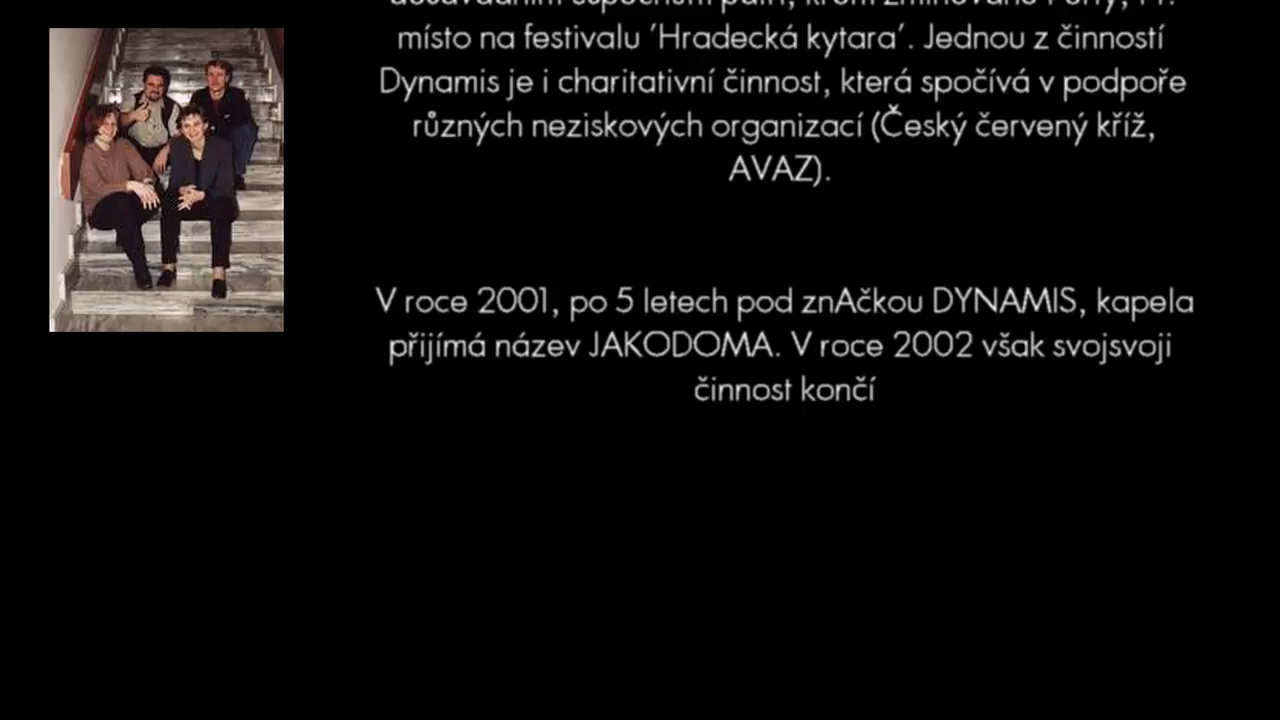 místo na festivalu ´Hradecká kytara´. Jednou z činností
Dynamis je i charitativní činnost, která spočívá v podpoře
různých neziskových organizací (Český červený kříž,
AVAZ).
V roce 2001, po 5 letech pod znAčkou DYNAMIS, kapela
přijímá název JAKODOMA. V roce 2002 však svojsvoji
činnost končí